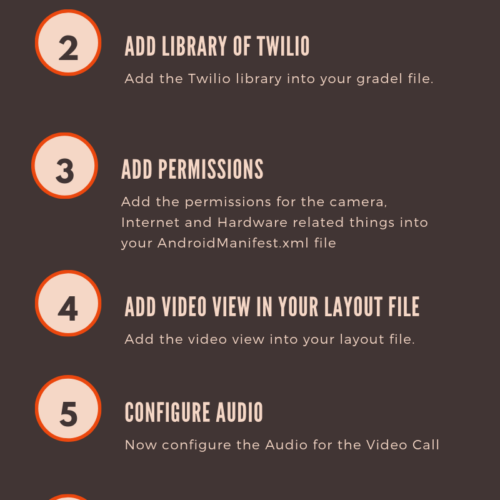 2
ADD LIBRARY OF TWILIO
Add the Twilio library into your gradel file.
3
ADD PERMISSIONS
Add the permissions for the camera,
Internet and Hardware related things into
your AndroidManifest.xml file
4
ADD VIDEO VIEW IN YOUR LAYOUT FILE
Add the video view into your layout file.
5
CONFIGURE AUDIO
Now configure the Audio for the Video Call